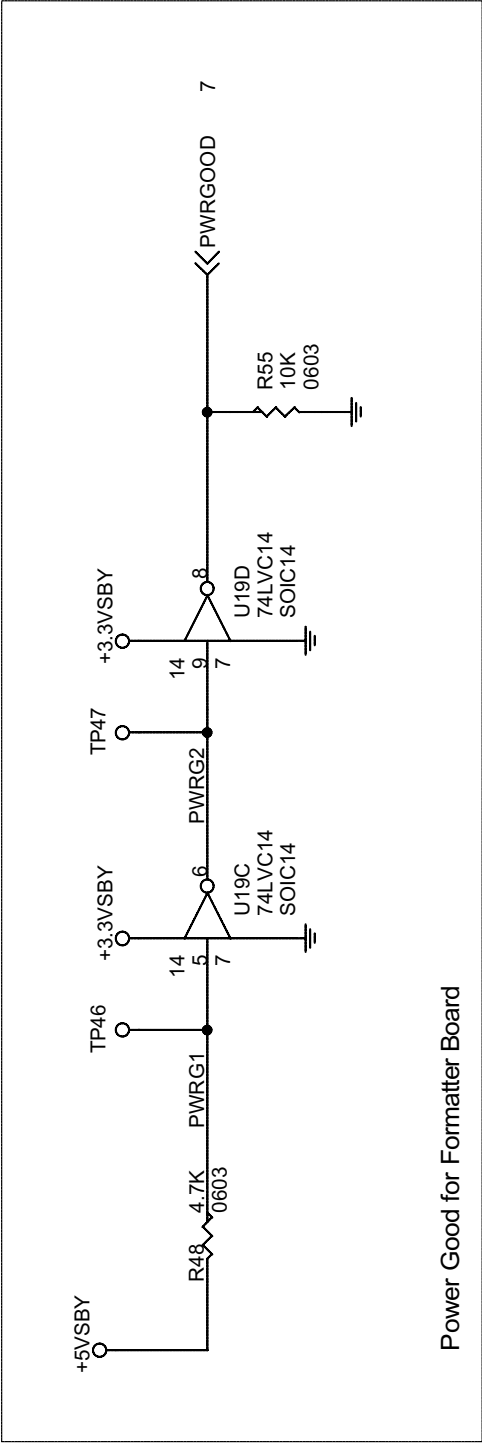 +5VSBY
R48
4.7K
0603
PWRG1
TP46
+3.3VSBY
14
5
7
6
U19C
74LVC14
SOIC14
PWRG2
TP47
+3.3VSBY
14
9
7
8
U19D
74LVC14
SOIC14
R55
10K
0603
PWRGOOD 7
Power Good for Formatter Board